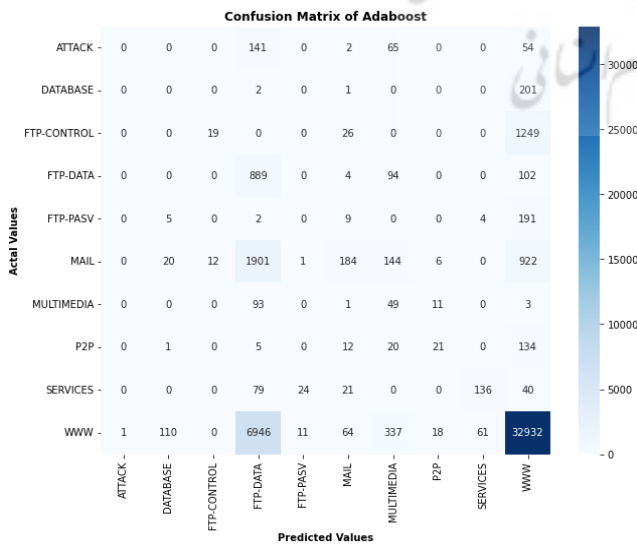 Confusion Matrix of Adaboost
ATTACK 0 0 0 141 0 2 65 0 0 54
DATABASE 0 0 0 2 0 1 0 0 0 201
FTP-CONTROL 0 0 19 0 0 26 0 0 0 1249
FTP-DATA 0 0 0 889 0 4 94 0 0 102
FTP-PASV 0 5 0 2 0 9 0 0 4 191
MAIL 0 20 12 1901 1 184 144 6 0 922
MULTIMEDIA 0 0 0 93 0 1 49 11 0 3
P2P 0 1 0 5 0 12 20 21 0 134
SERVICES 0 0 0 79 24 21 0 0 136 40
WWW 1 110 0 6946 11 64 337 18 61 32932
ATTACK DATABASE FTP-CONTROL FTP-DATA FTP-PASV MAIL MULTIMEDIA P2P SERVICES WWW
Predicted Values
Actal Values
30000
25000
20000
15000
10000
5000
0